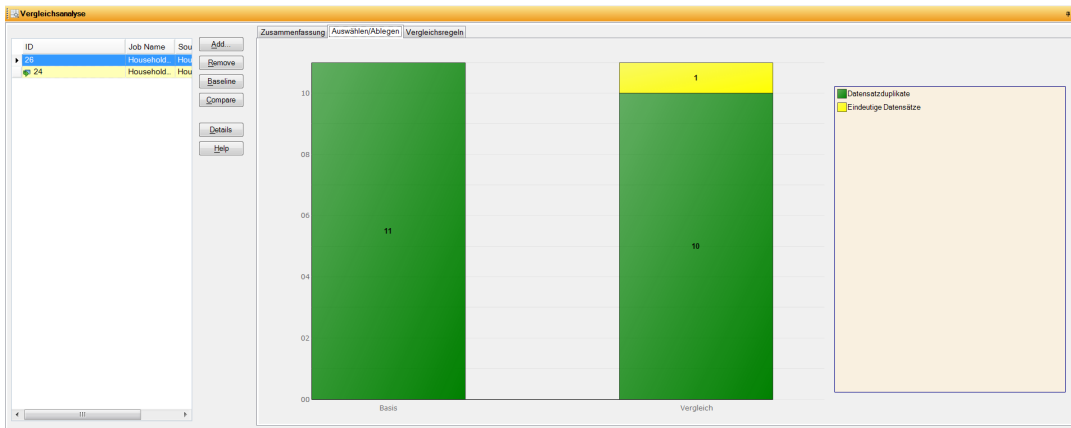 Vergleichsanalyse
Zusammenfassung Auswählen/Ablegen Vergleichsregeln
ID Job Name Sou
26 Household.. Hou
24 Household.. Hou
Add...
Remove
Baseline
Compare
Details
Help
10
08
06
04
02
00
11
1
10
Basis Vergleich
Datensatzduplikate
Eindeutige Datensätze